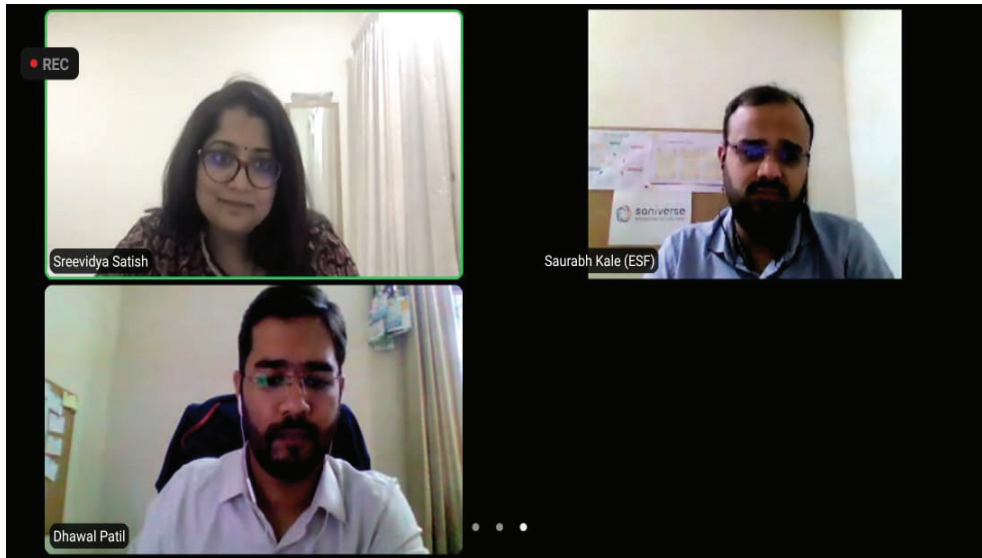 REC
Sreevidya Satish
saniverse
Saurabh Kale (ESF)
Dhawal Patil